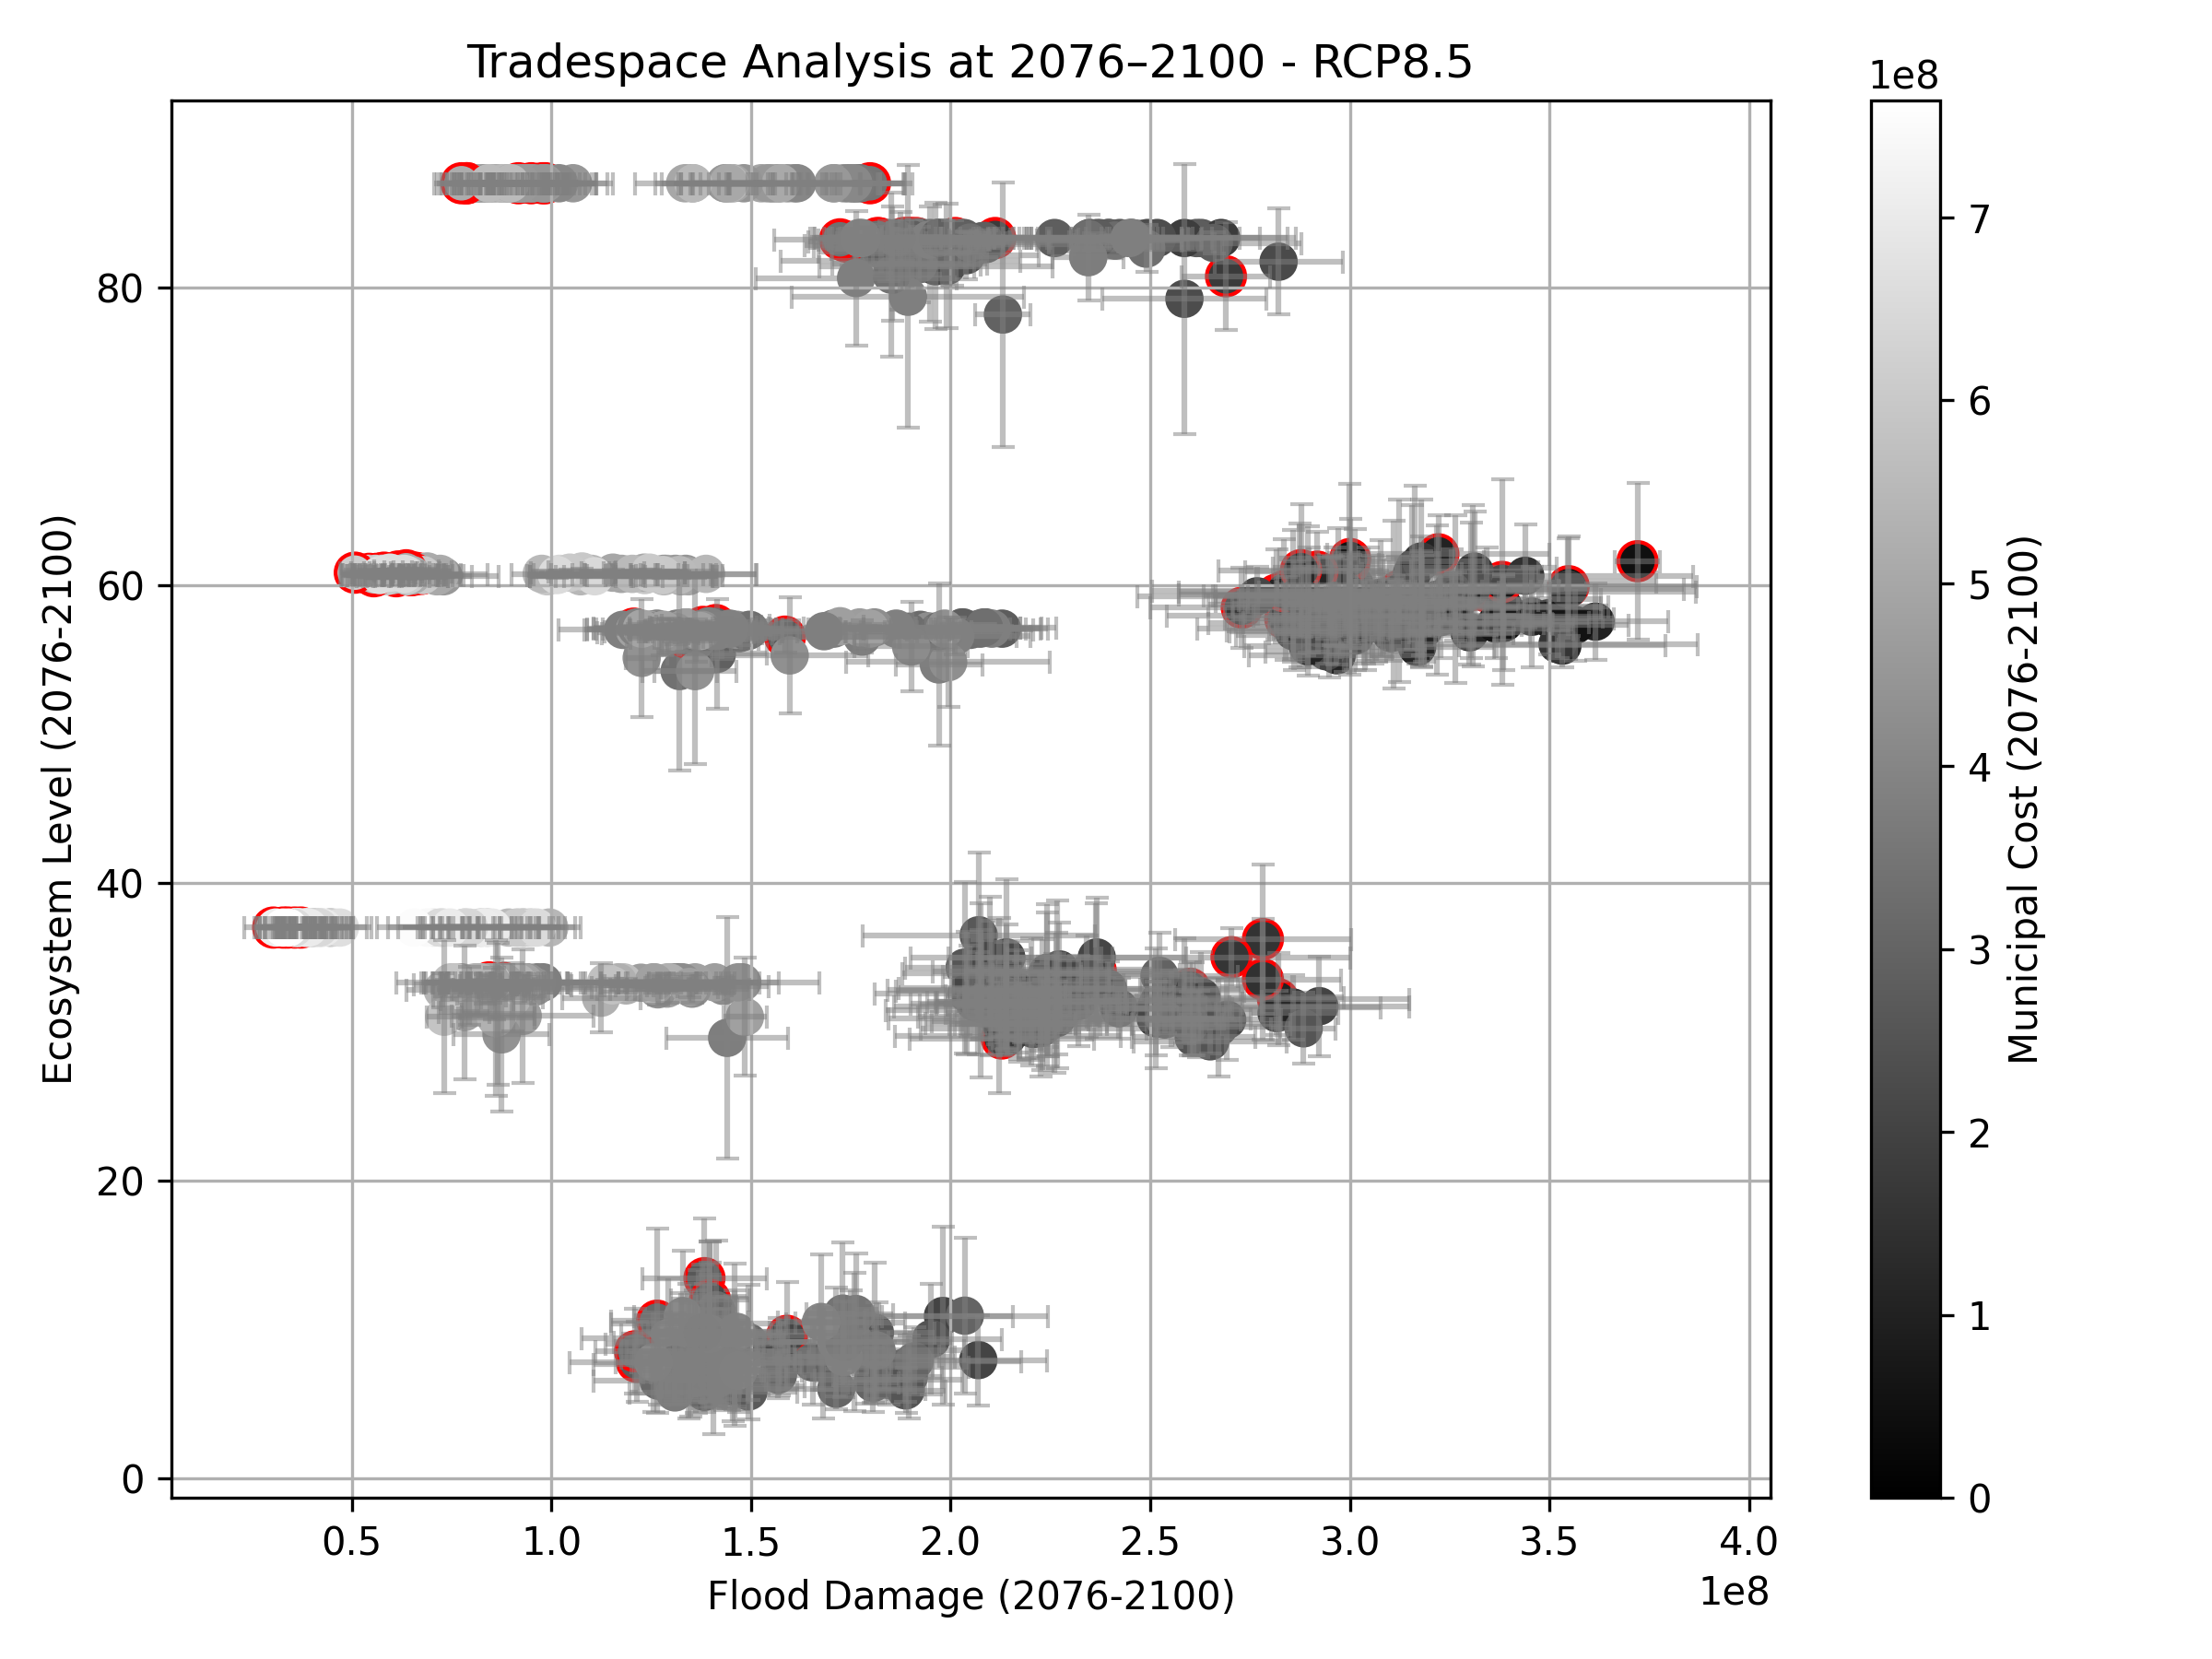 Tradespace Analysis at 2076–2100 - RCP8.5
1e8
Ecosystem Level (2076-2100)
80
60
40
20
0
0.5 1.0 1.5 2.0 2.5 3.0 3.5 4.0
1e8
Flood Damage (2076-2100)
7
6
5
4
3
2
1
0
Municipal Cost (2076-2100)